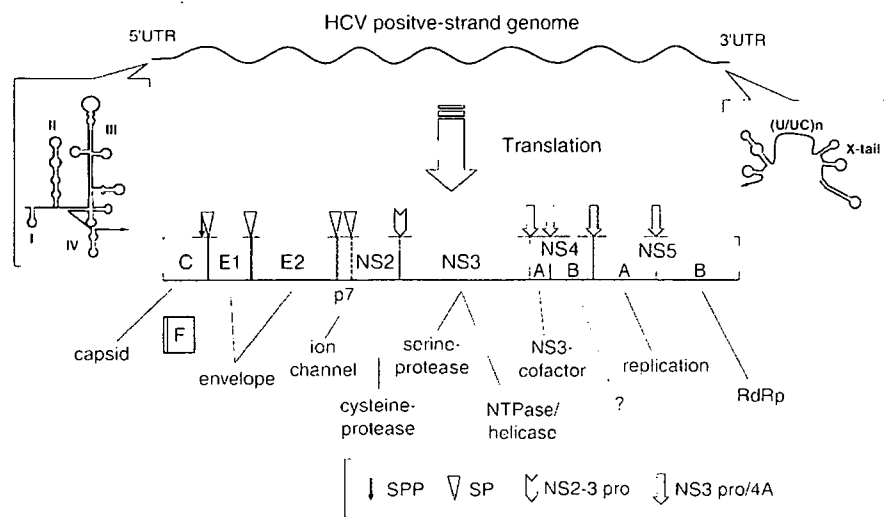 HCV positve-strand genome
5'UTR
3'UTR
II
III
(U/UC)n
X-tail
Translation
I
IV
C
E1
E2
NS2
NS3
NS4
A
B
NS5
A
B
p7
F
capsid
envelope
ion
channel
cysteine-
protease
serine-
protease
NTPase/
helicase
NS3-
cofactor
?
replication
RdRp
SPP
SP
NS2-3 pro
NS3 pro/4A